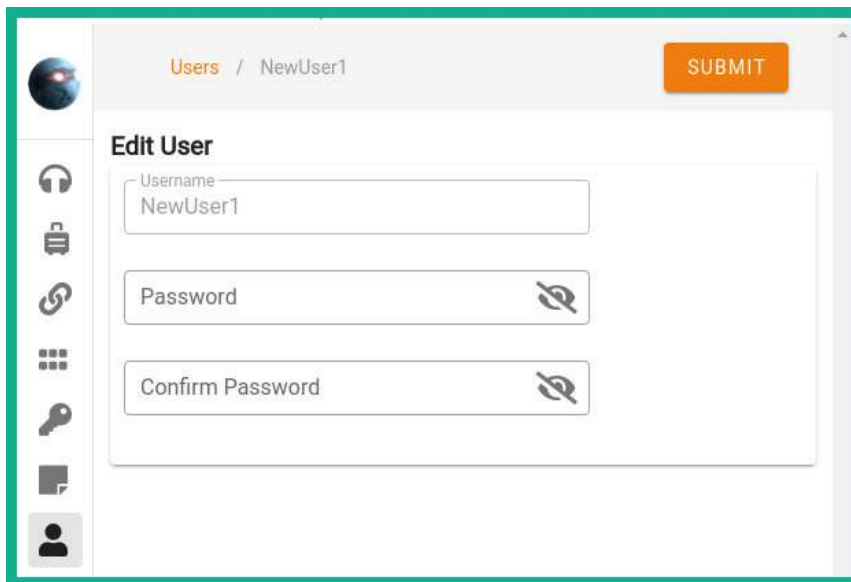 Users / NewUser1
SUBMIT
Edit User
Username
NewUser1
Password
Confirm Password